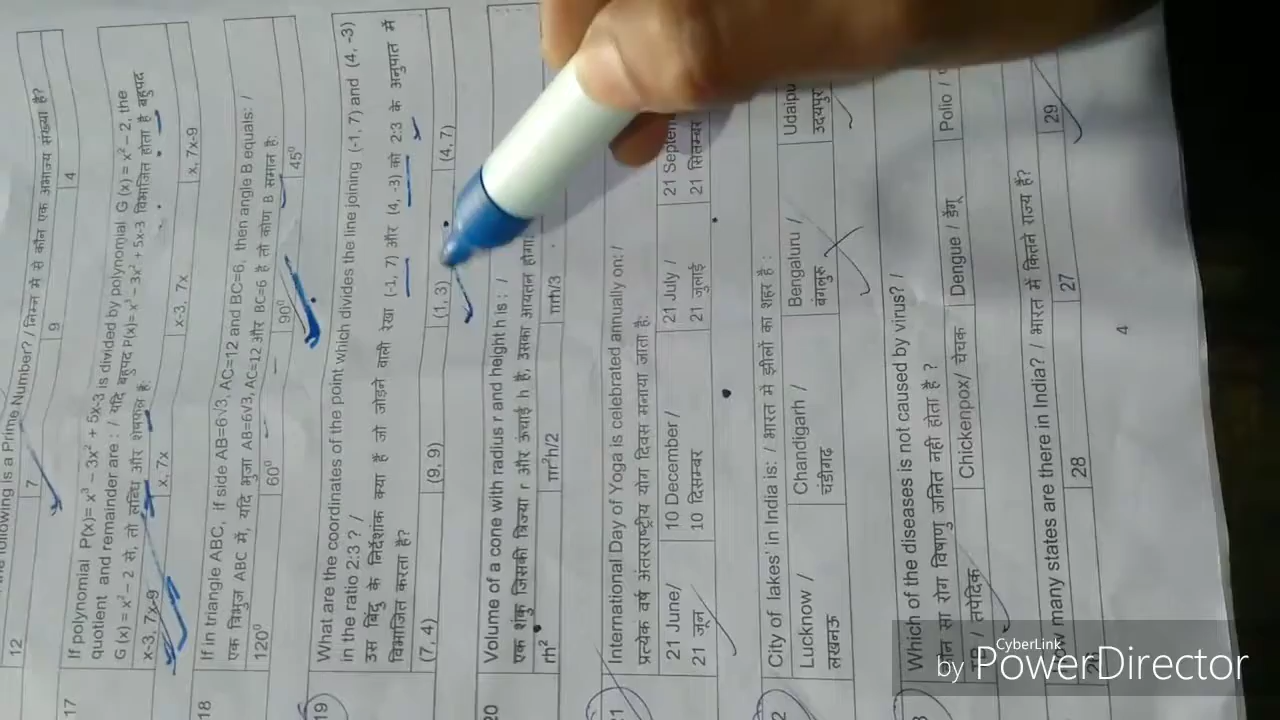 following is a Prime Number? / निम्न में से कौन एक अभाज्य संख्या है?
12 7 9 4
17 If polynomial P(x)= x³ – 3x² + 5x-3 is divided by polynomial G (x) = x² – 2, the
quotient and remainder are : / यदि बहुपद P(x)= x³ – 3x² + 5x-3 विभाजित होता है बहुपद
G (x) = x² – 2 से, तो लब्धि और शेषफल है:
x-3, 7x-9 x, 7x x-3, 7x x, 7x-9
18 If in triangle ABC, if side AB=6√3, AC=12 and BC=6, then angle B equals: /
एक त्रिभुज ABC में, यदि भुजा AB=6√3, AC=12 और BC=6 है तो कोण B समान है:
120⁰ 60⁰ 90⁰ 45⁰
19 What are the coordinates of the point which divides the line joining (-1, 7) and (4, -3)
in the ratio 2:3 ? /
उस बिंदु के निर्देशांक क्या हैं जो जोड़ने वाली रेखा (-1, 7) और (4, -3) को 2:3 के अनुपात में
विभाजित करता है?
(7, 4) (9, 9) (1, 3) (4, 7)
20 Volume of a cone with radius r and height h is : /
एक शंकु जिसकी त्रिज्या r और ऊंचाई h है, उसका आयतन होगा:
πr²h/2 πrh/3
21 International Day of Yoga is celebrated annually on: /
प्रत्येक वर्ष अंतरराष्ट्रीय योग दिवस मनाया जाता है:
21 June/ 10 December / 21 July /
21 जून 10 दिसम्बर 21 जुलाई 21 सितम्बर
City of lakes' in India is: / भारत में झीलों का शहर है :
Lucknow / Chandigarh / Bengaluru /
लखनऊ चंडीगढ़ बंगलुरु उदयपुर
Which of the diseases is not caused by virus? /
सा रोग विषाणु जनित नही होता है ?
/ तपेदिक Chickenpox/ चेचक Dengue / डेंगू Polio /
many states are there in India? / भारत में कितने राज्य हैं?
28 27 29
4
CyberLink
by PowerDirector